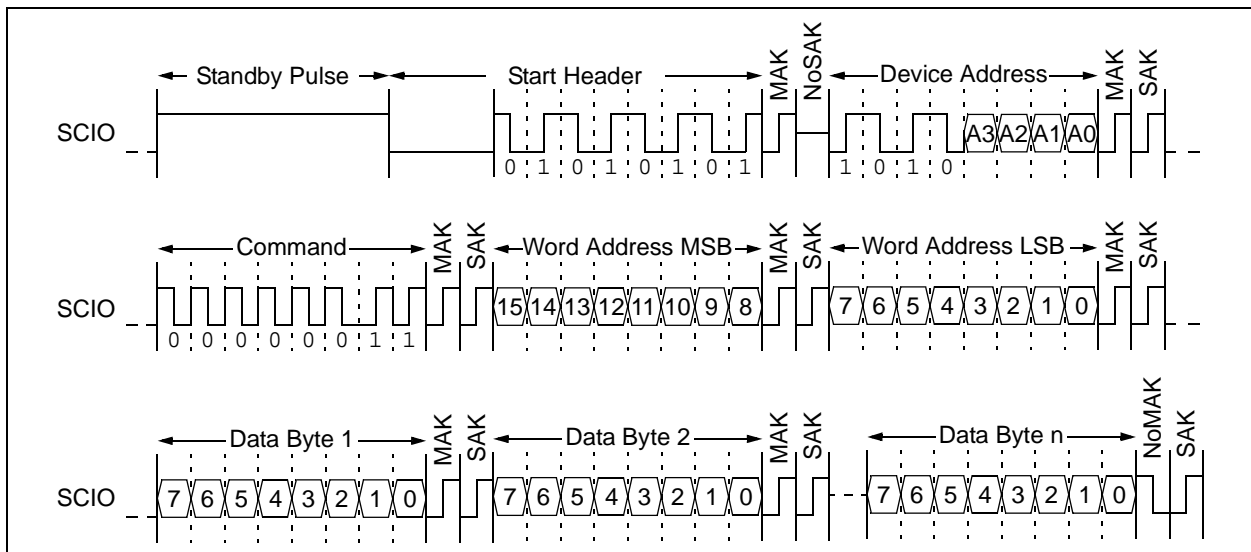 Standby Pulse Start Header MAK NoSAK Device Address MAK SAK
SCIO A3 A2 A1 A0
0 1 0 1 0 1 0 1 1 0 1 0
Command MAK SAK Word Address MSB MAK SAK Word Address LSB MAK SAK
SCIO 15 14 13 12 11 10 9 8 7 6 5 4 3 2 1 0
0 0 0 0 0 0 1 1
Data Byte 1 MAK SAK Data Byte 2 MAK SAK Data Byte n NoMAK SAK
SCIO 7 6 5 4 3 2 1 0 7 6 5 4 3 2 1 0 7 6 5 4 3 2 1 0